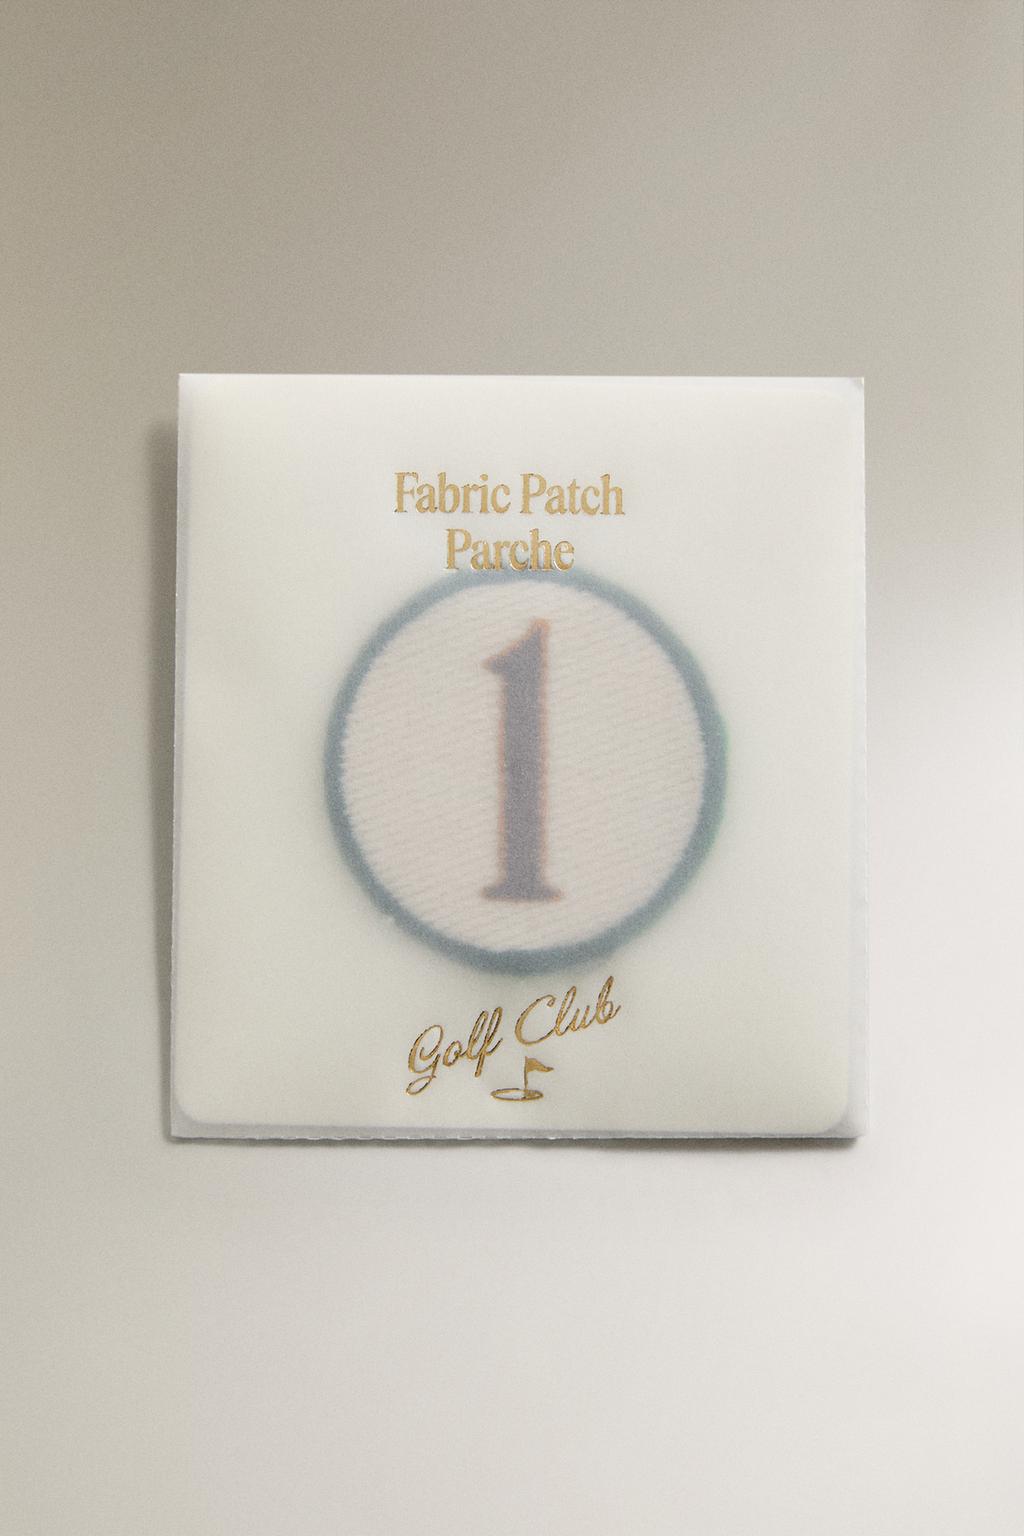 Fabric Patch
Parche
1
Golf Club